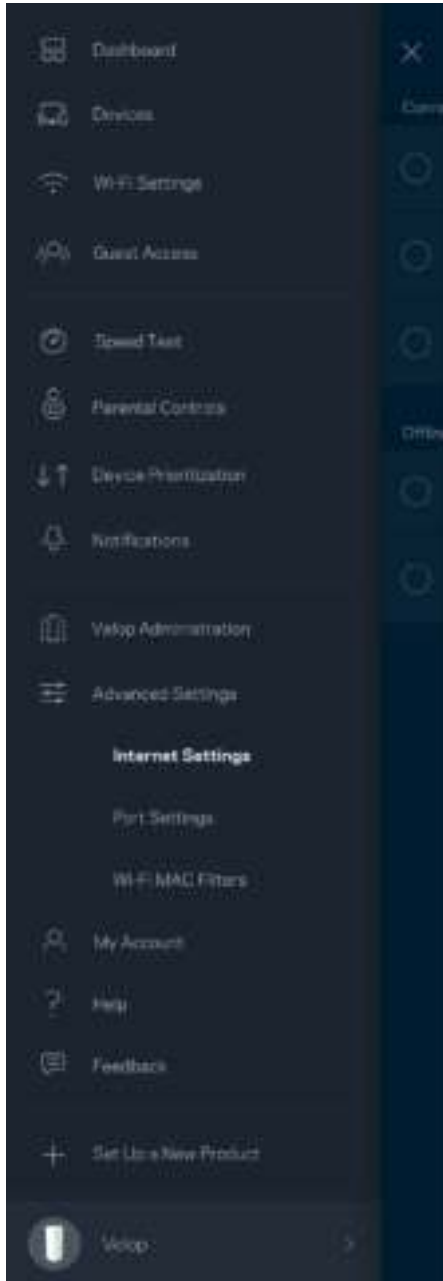 Dashboard
Devices
Wi-Fi Settings
Guest Access
Speed Test
Parental Controls
Device Prioritization
Notifications
Velop Administration
Advanced Settings
Internet Settings
Port Settings
Wi-Fi MAC Filters
My Account
Help
Feedback
Set Up a New Product
Velop